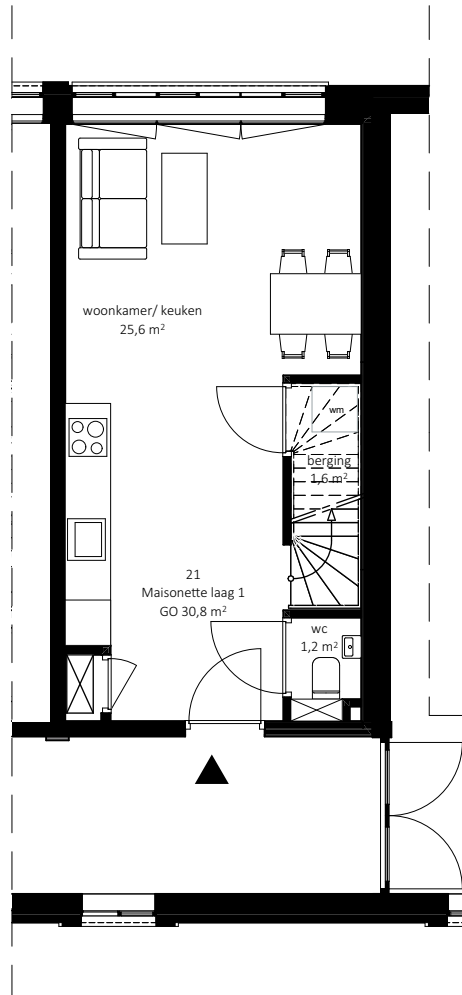 woonkamer/ keuken
25,6 m²
wm
berging
1,6 m²
21
Maisonette laag 1
GO 30,8 m²
wc
1,2 m²